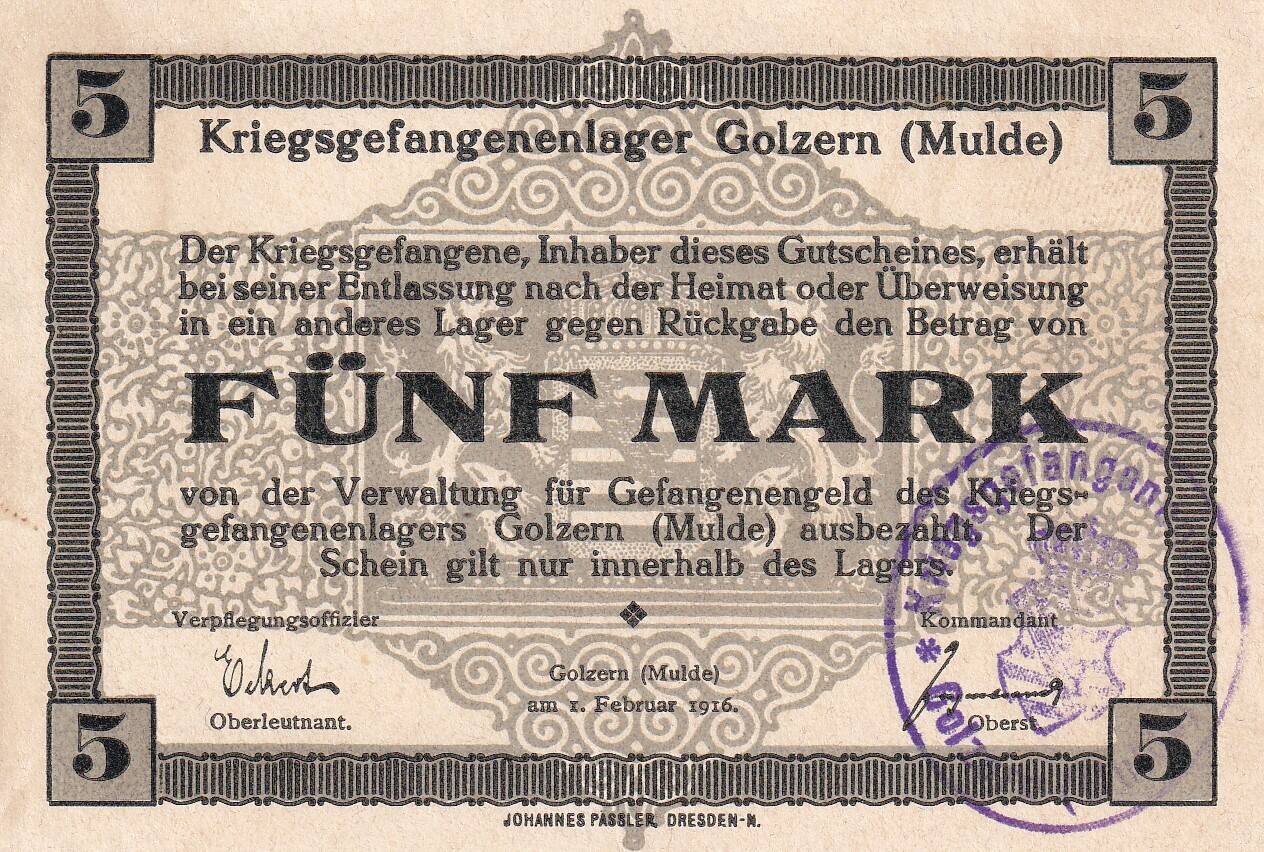 5 5
Kriegsgefangenenlager Golzern (Mulde)
Der Kriegsgefangene, Inhaber dieses Gutscheines, erhält
bei seiner Entlassung nach der Heimat oder Überweisung
in ein anderes Lager gegen Rückgabe den Betrag von
FÜNF MARK
von der Verwaltung für Gefangenengeld des Kriegs-
gefangenenlagers Golzern (Mulde) ausbezahlt. Der
Schein gilt nur innerhalb des Lagers.
Verpflegungsoffizier Kommandant
Eckert
Golzern (Mulde)
am 1. Februar 1916.
Oberleutnant. Oberst.
5 5
JOHANNES PASSLER, DRESDEN-N.
* Kriegsgefangen